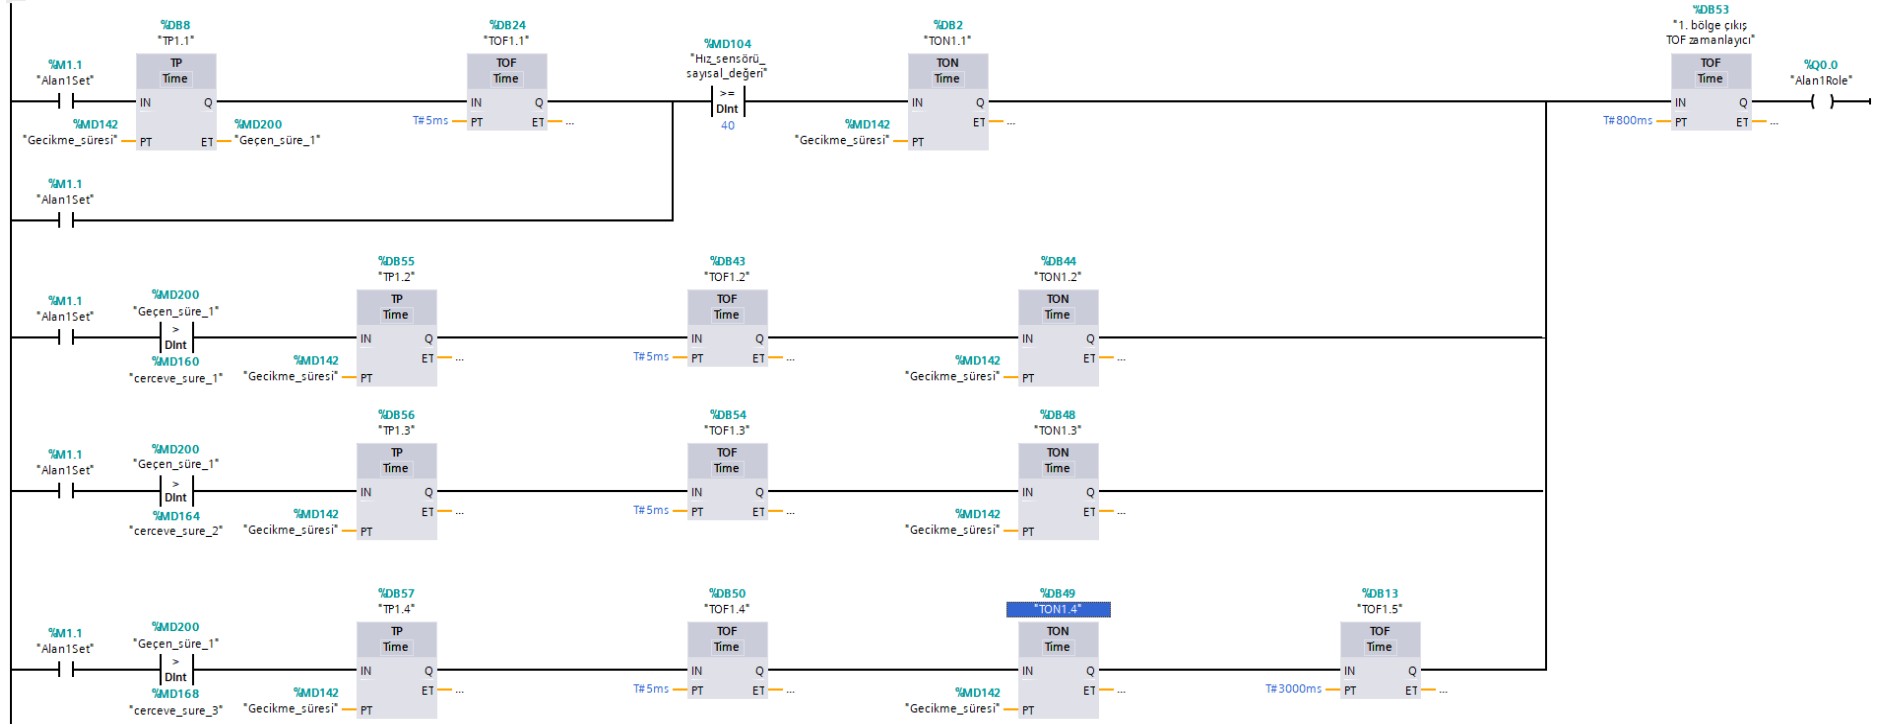 %DB8
"TP1.1"
TP
Time
%M1.1
"Alan1Set"
IN
Q
%MD142
"Gecikme_süresi"
PT
ET
%MD200
"Geçen_süre_1"
%DB24
"TOF1.1"
TOF
Time
IN
Q
T#5ms
PT
ET
...
%MD104
"Hız_sensörü_
sayısal_değeri"
>=
DInt
40
%DB2
"TON1.1"
TON
Time
IN
Q
ET
...
%MD142
"Gecikme_süresi"
PT
%DB53
"1. bölge çıkış
TOF zamanlayıcı"
TOF
Time
IN
Q
T#800ms
PT
ET
...
%Q0.0
"Alan1Role"
%M1.1
"Alan1Set"
%M1.1
"Alan1Set"
%MD200
"Geçen_süre_1"
>
DInt
%MD160
"cerceve_sure_1"
%DB55
"TP1.2"
TP
Time
IN
Q
ET
...
%MD142
"Gecikme_süresi"
PT
%DB43
"TOF1.2"
TOF
Time
IN
Q
T#5ms
PT
ET
...
%DB44
"TON1.2"
TON
Time
IN
Q
ET
...
%MD142
"Gecikme_süresi"
PT
%M1.1
"Alan1Set"
%MD200
"Geçen_süre_1"
>
DInt
%MD164
"cerceve_sure_2"
%DB56
"TP1.3"
TP
Time
IN
Q
ET
...
%MD142
"Gecikme_süresi"
PT
%DB54
"TOF1.3"
TOF
Time
IN
Q
T#5ms
PT
ET
...
%DB48
"TON1.3"
TON
Time
IN
Q
ET
...
%MD142
"Gecikme_süresi"
PT
%M1.1
"Alan1Set"
%MD200
"Geçen_süre_1"
>
DInt
%MD168
"cerceve_sure_3"
%DB57
"TP1.4"
TP
Time
IN
Q
ET
...
%MD142
"Gecikme_süresi"
PT
%DB50
"TOF1.4"
TOF
Time
IN
Q
T#5ms
PT
ET
...
%DB49
"TON1.4"
TON
Time
IN
Q
ET
...
%MD142
"Gecikme_süresi"
PT
%DB13
"TOF1.5"
TOF
Time
IN
Q
T#3000ms
PT
ET
...